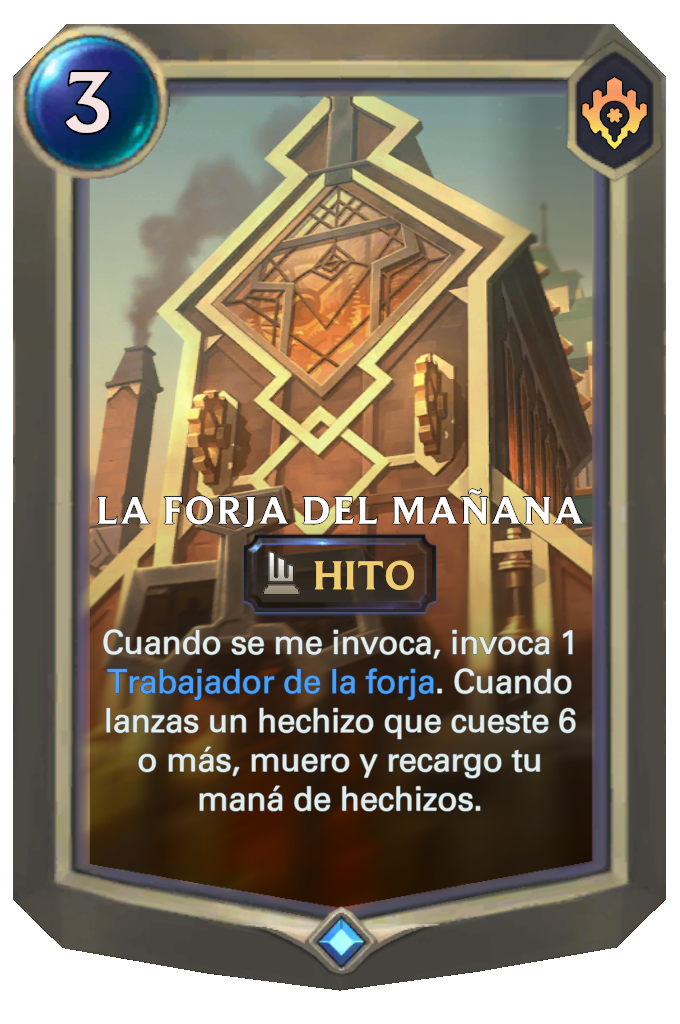 3
LA FORJA DEL MAÑANA
HITO
Cuando se me invoca, invoca 1
Trabajador de la forja. Cuando
lanzas un hechizo que cueste 6
o más, muero y recargo tu
maná de hechizos.